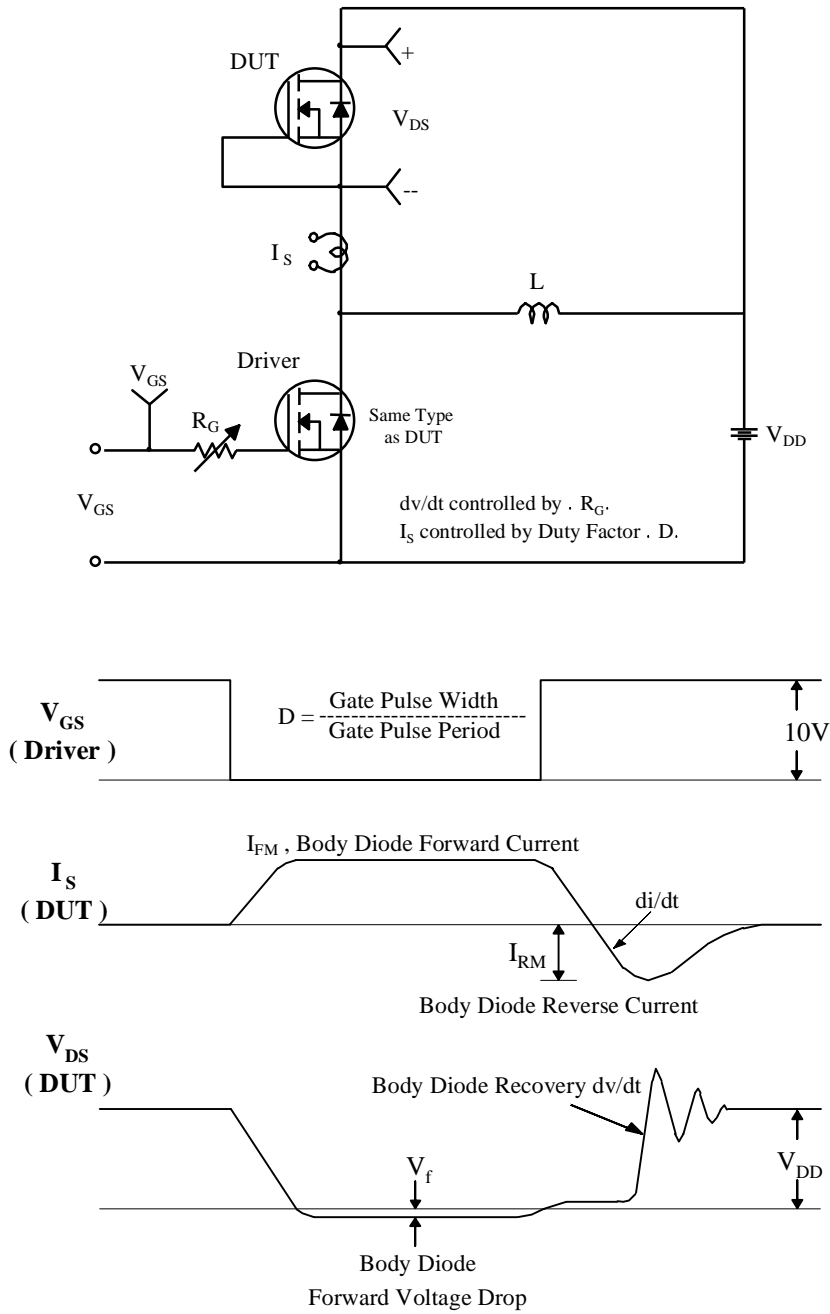 DUT
+
V_DS
--
I_S
L
Driver
V_GS
R_G
Same Type
as DUT
V_DD
V_GS
dv/dt controlled by . R_G.
I_S controlled by Duty Factor . D.
V_GS
( Driver )
D = Gate Pulse Width
--------------------------
Gate Pulse Period
10V
I_FM , Body Diode Forward Current
I_S
( DUT )
di/dt
I_RM
Body Diode Reverse Current
V_DS
( DUT )
Body Diode Recovery dv/dt
V_f
V_DD
Body Diode
Forward Voltage Drop